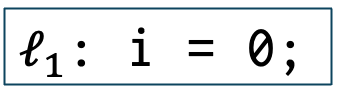 ℓ₁: i = 0;